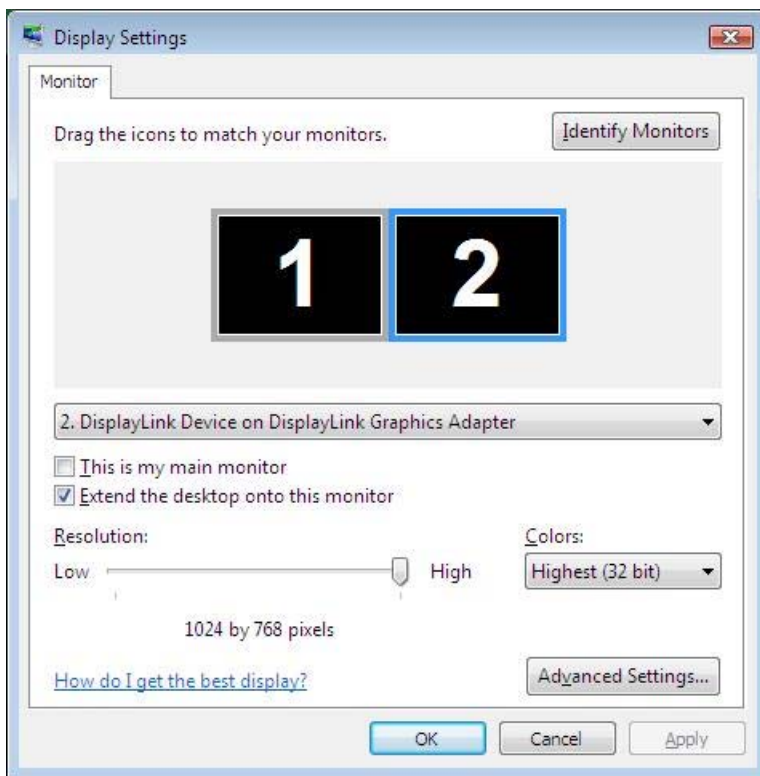 Display Settings
Monitor
Drag the icons to match your monitors.
Identify Monitors
1
2
2. DisplayLink Device on DisplayLink Graphics Adapter
This is my main monitor
Extend the desktop onto this monitor
Resolution:
Low
High
1024 by 768 pixels
Colors:
Highest (32 bit)
How do I get the best display?
Advanced Settings...
OK
Cancel
Apply